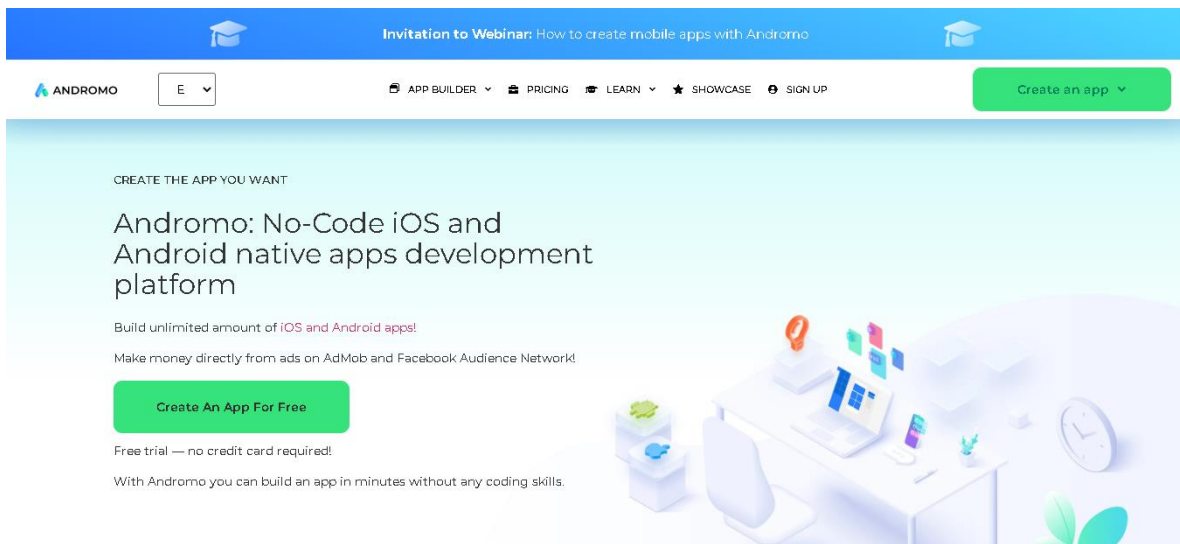 Invitation to Webinar: How to create mobile apps with Andromo
ANDROMO
E
APP BUILDER
PRICING
LEARN
SHOWCASE
SIGN UP
Create an app
CREATE THE APP YOU WANT
Andromo: No-Code iOS and
Android native apps development
platform
Build unlimited amount of iOS and Android apps!
Make money directly from ads on AdMob and Facebook Audience Network!
Create An App For Free
Free trial — no credit card required!
With Andromo you can build an app in minutes without any coding skills.